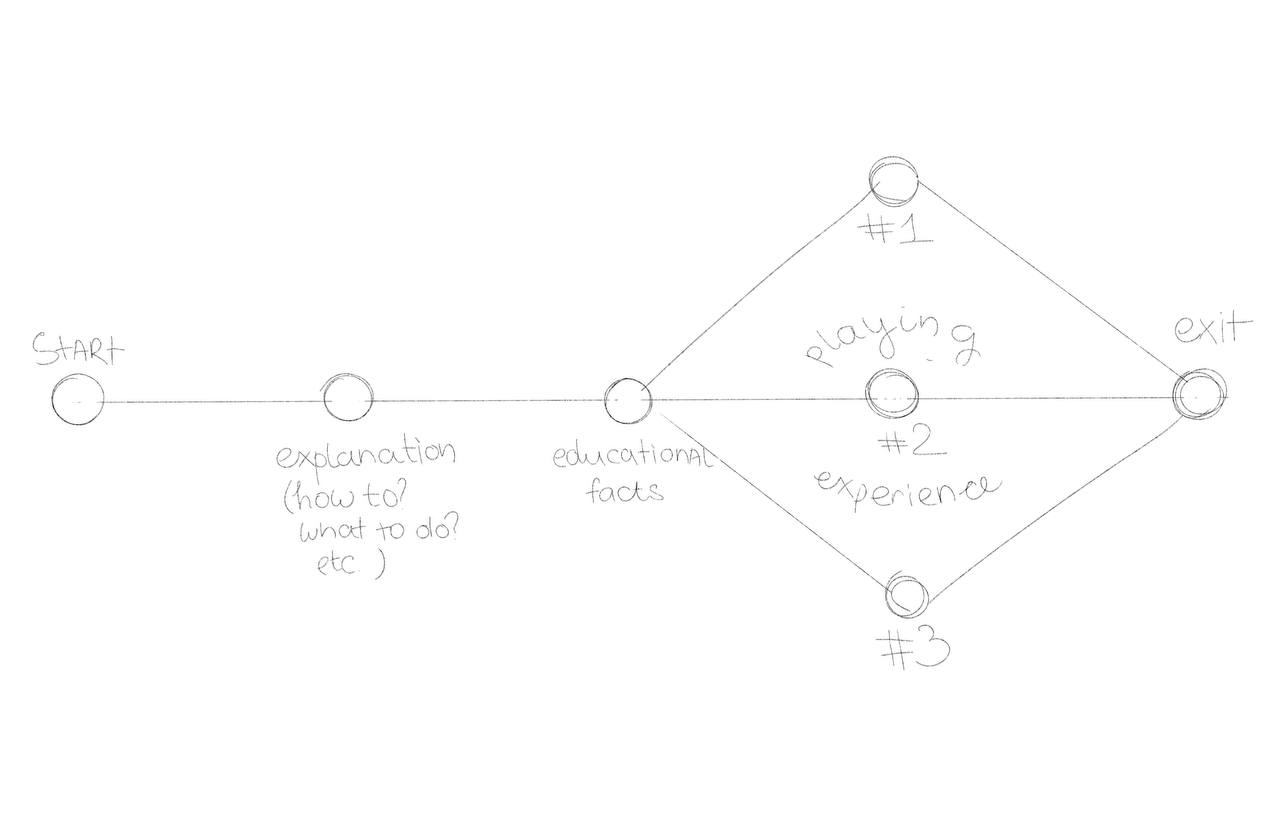 START
explanation
(how to?
what to do?
etc.)
educational
facts
#1
playing
#2
experience
#3
exit